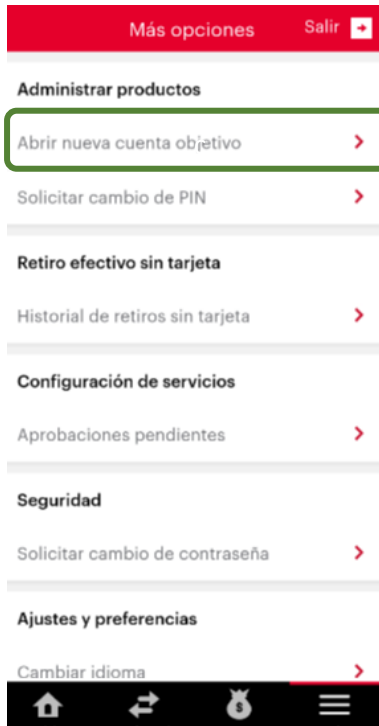 Más opciones
Salir
Administrar productos
Abrir nueva cuenta objetivo
Solicitar cambio de PIN
Retiro efectivo sin tarjeta
Historial de retiros sin tarjeta
Configuración de servicios
Aprobaciones pendientes
Seguridad
Solicitar cambio de contraseña
Ajustes y preferencias
Cambiar idioma